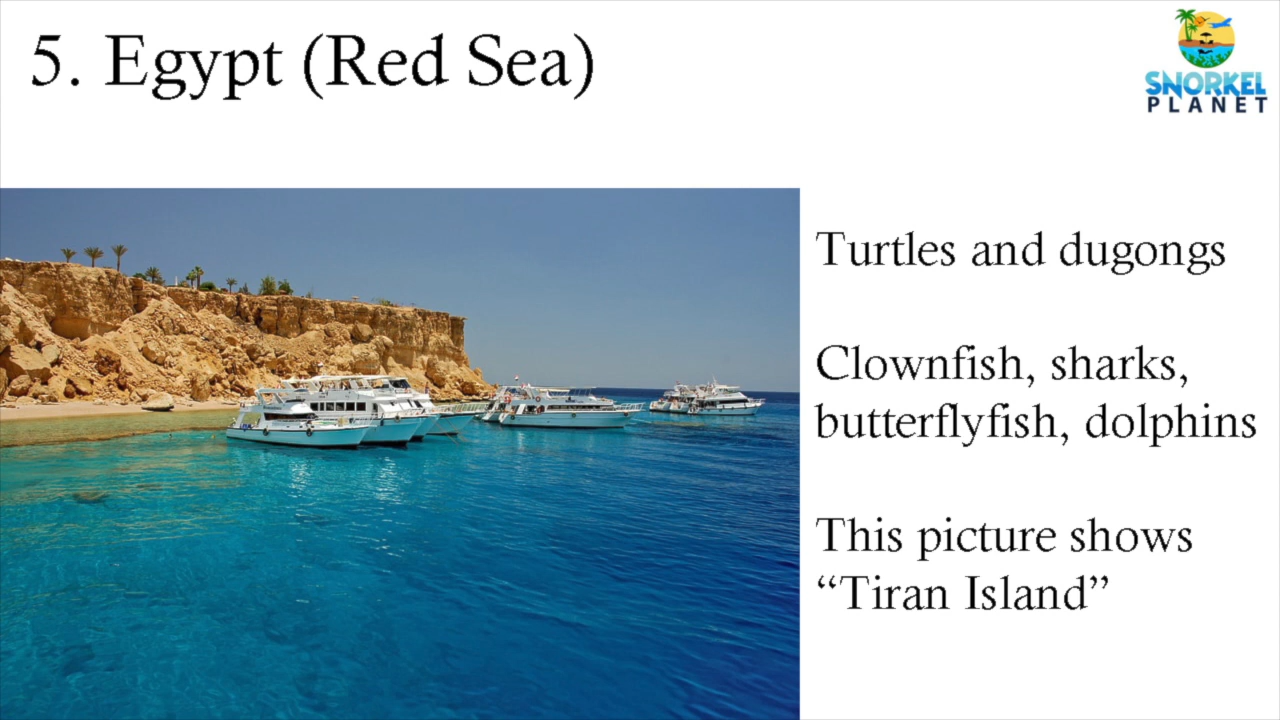 5. Egypt (Red Sea)
SNORKEL
PLANET
Turtles and dugongs
Clownfish, sharks,
butterflyfish, dolphins
This picture shows
“Tiran Island”